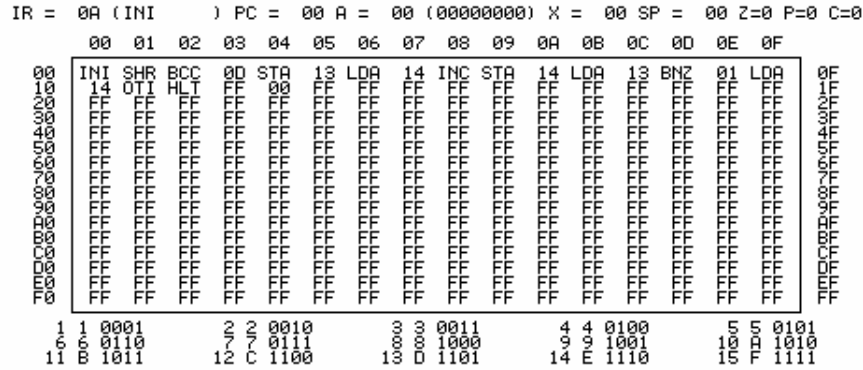 IR = 0A (INI ) PC = 00 A = 00 (00000000) X = 00 SP = 00 Z=0 P=0 C=0
00 01 02 03 04 05 06 07 08 09 0A 0B 0C 0D 0E 0F
00 INI SHR BCC 0D STA 13 LDA 14 INC STA 14 LDA 13 BNZ 01 LDA 0F
10 14 OTI HLT FF 00 FF FF FF FF FF FF FF FF FF FF FF 1F
20 FF FF FF FF FF FF FF FF FF FF FF FF FF FF FF FF 2F
30 FF FF FF FF FF FF FF FF FF FF FF FF FF FF FF FF 3F
40 FF FF FF FF FF FF FF FF FF FF FF FF FF FF FF FF 4F
50 FF FF FF FF FF FF FF FF FF FF FF FF FF FF FF FF 5F
60 FF FF FF FF FF FF FF FF FF FF FF FF FF FF FF FF 6F
70 FF FF FF FF FF FF FF FF FF FF FF FF FF FF FF FF 7F
80 FF FF FF FF FF FF FF FF FF FF FF FF FF FF FF FF 8F
90 FF FF FF FF FF FF FF FF FF FF FF FF FF FF FF FF 9F
A0 FF FF FF FF FF FF FF FF FF FF FF FF FF FF FF FF AF
B0 FF FF FF FF FF FF FF FF FF FF FF FF FF FF FF FF BF
C0 FF FF FF FF FF FF FF FF FF FF FF FF FF FF FF FF CF
D0 FF FF FF FF FF FF FF FF FF FF FF FF FF FF FF FF DF
E0 FF FF FF FF FF FF FF FF FF FF FF FF FF FF FF FF EF
F0 FF FF FF FF FF FF FF FF FF FF FF FF FF FF FF FF FF
1 1 0001 2 2 0010 3 3 0011 4 4 0100 5 5 0101
6 6 0110 7 7 0111 8 8 1000 9 9 1001 10 A 1010
11 B 1011 12 C 1100 13 D 1101 14 E 1110 15 F 1111